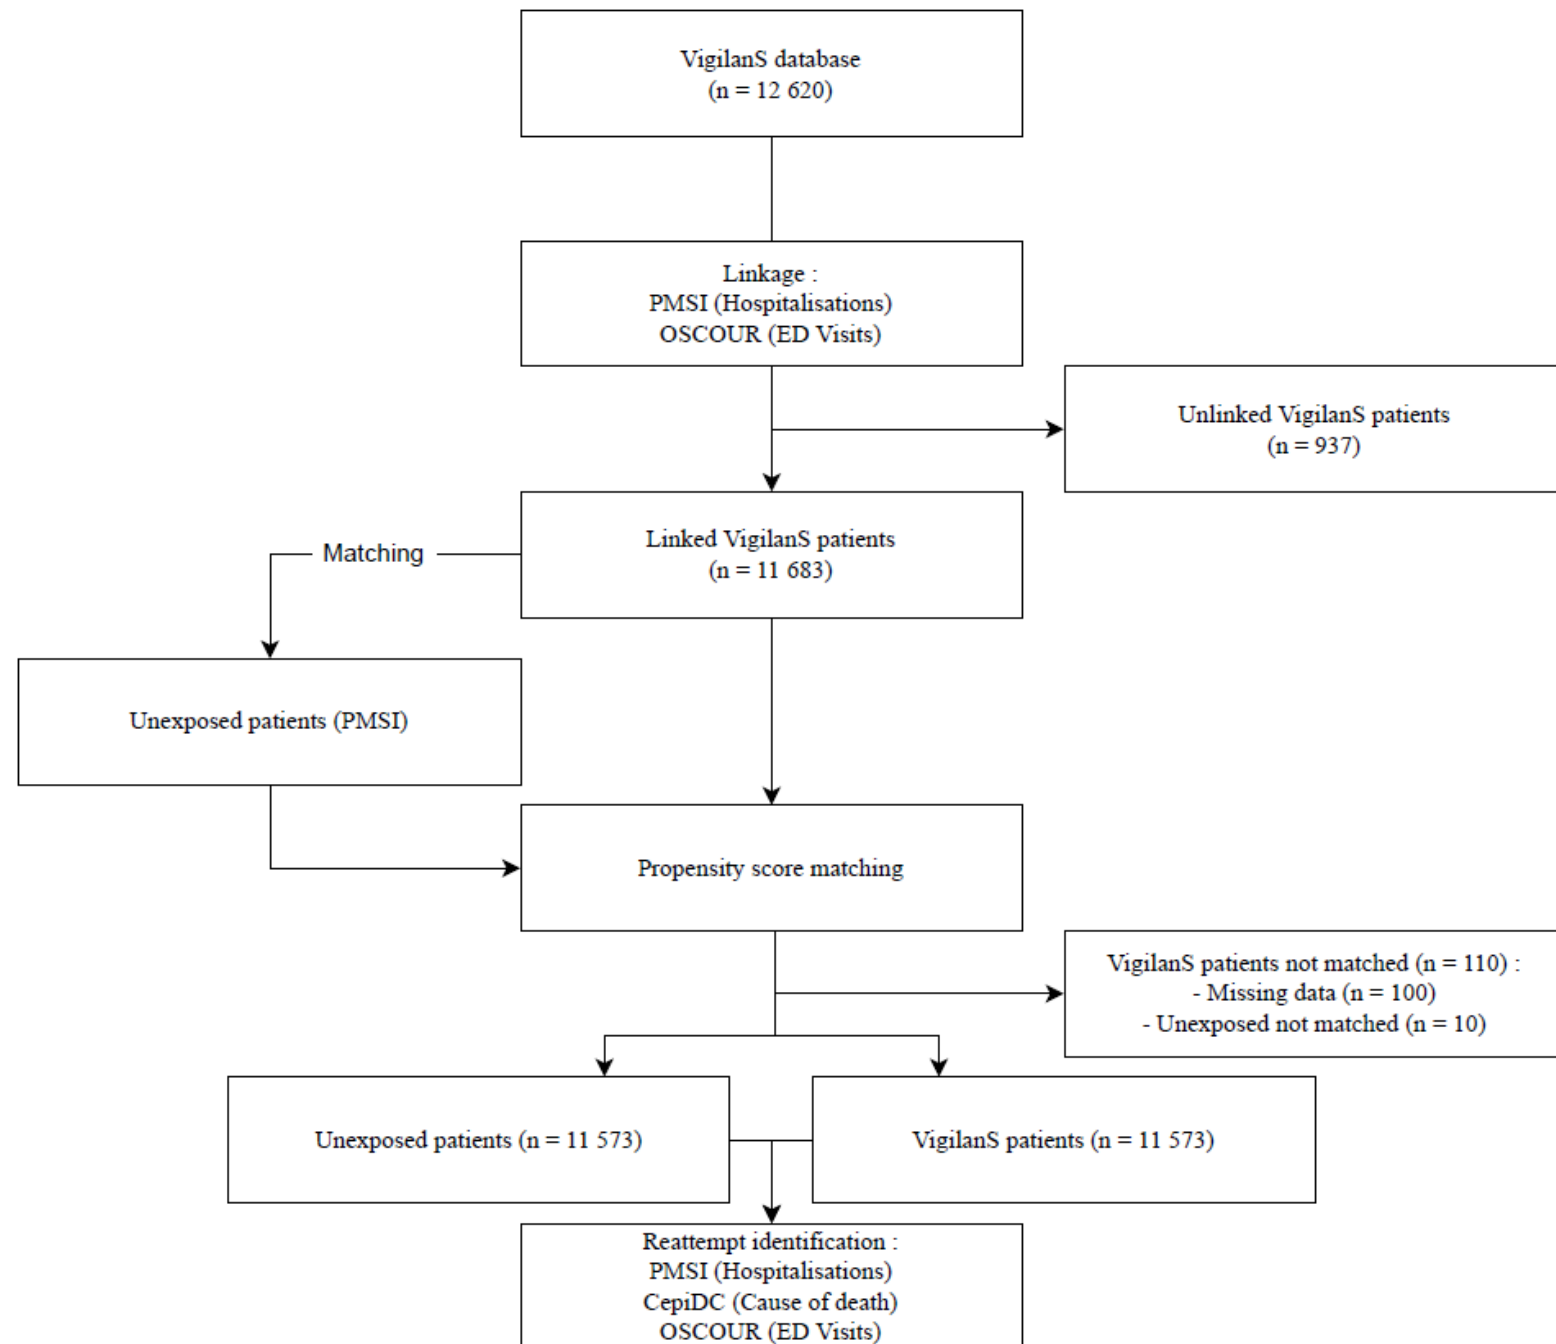 VigilanS database
(n = 12 620)
Linkage :
PMSI (Hospitalisations)
OSCOUR (ED Visits)
Unlinked VigilanS patients
(n = 937)
Linked VigilanS patients
(n = 11 683)
Matching
Unexposed patients (PMSI)
Propensity score matching
VigilanS patients not matched (n = 110) :
- Missing data (n = 100)
- Unexposed not matched (n = 10)
Unexposed patients (n = 11 573)
VigilanS patients (n = 11 573)
Reattempt identification :
PMSI (Hospitalisations)
CepiDC (Cause of death)
OSCOUR (ED Visits)